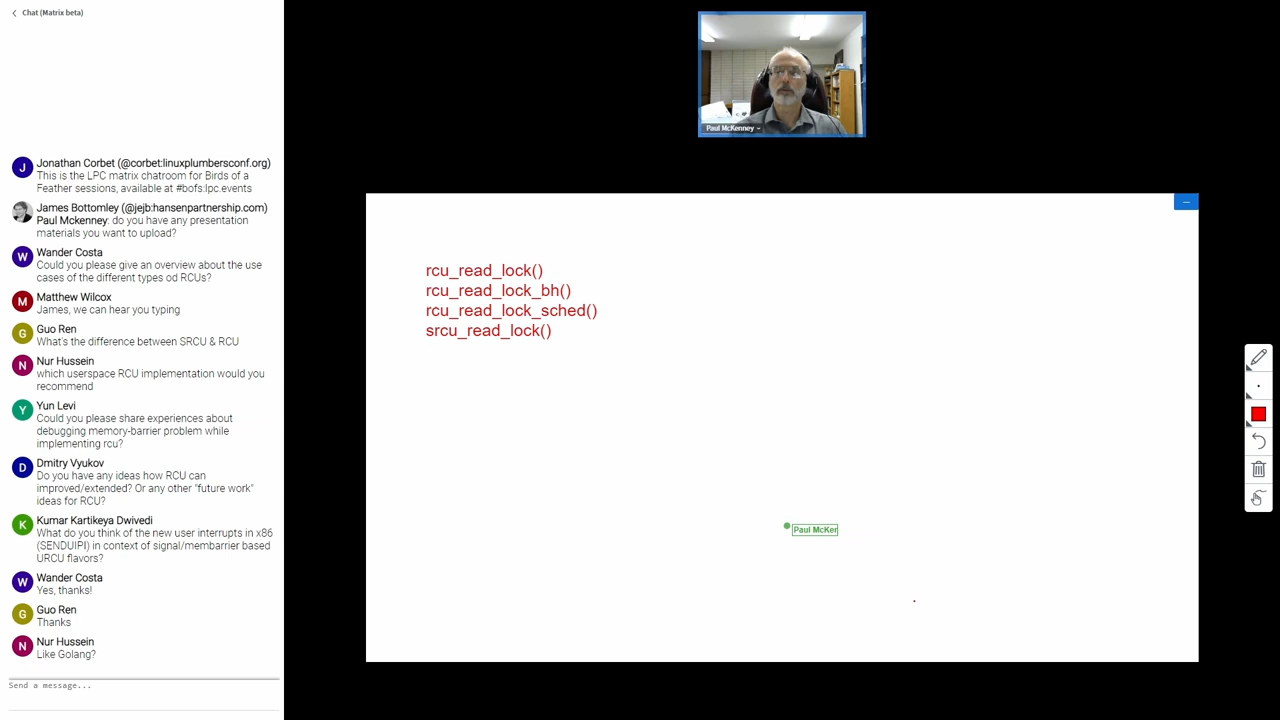 Chat (Matrix beta)
Jonathan Corbet (@corbet:linuxplumbersconf.org)
This is the LPC matrix chatroom for Birds of a
Feather sessions, available at #bofs:lpc.events
James Bottomley (@jejb:hansenpartnership.com)
Paul Mckenney: do you have any presentation
materials you want to upload?
Wander Costa
Could you please give an overview about the use
cases of the different types od RCUs?
Matthew Wilcox
James, we can hear you typing
Guo Ren
What's the difference between SRCU & RCU
Nur Hussein
which userspace RCU implementation would you
recommend
Yun Levi
Could you please share experiences about
debugging memory-barrier problem while
implementing rcu?
Dmitry Vyukov
Do you have any ideas how RCU can
improved/extended? Or any other "future work"
ideas for RCU?
Kumar Kartikeya Dwivedi
What do you think of the new user interrupts in x86
(SENDUIPI) in context of signal/membarrier based
URCU flavors?
Wander Costa
Yes, thanks!
Guo Ren
Thanks
Nur Hussein
Like Golang?
Send a message...
J
W
M
G
N
Y
D
K
W
G
N
Paul McKenney
rcu_read_lock()
rcu_read_lock_bh()
rcu_read_lock_sched()
srcu_read_lock()
Paul McKer